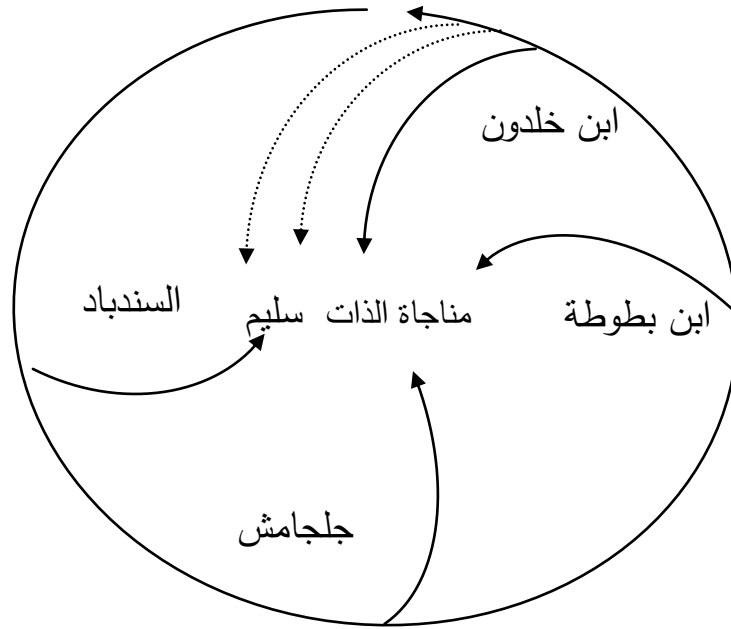 ابن خلدون
ابن بطوطة
مناجاة الذات سليم
السندباد
جلجامش